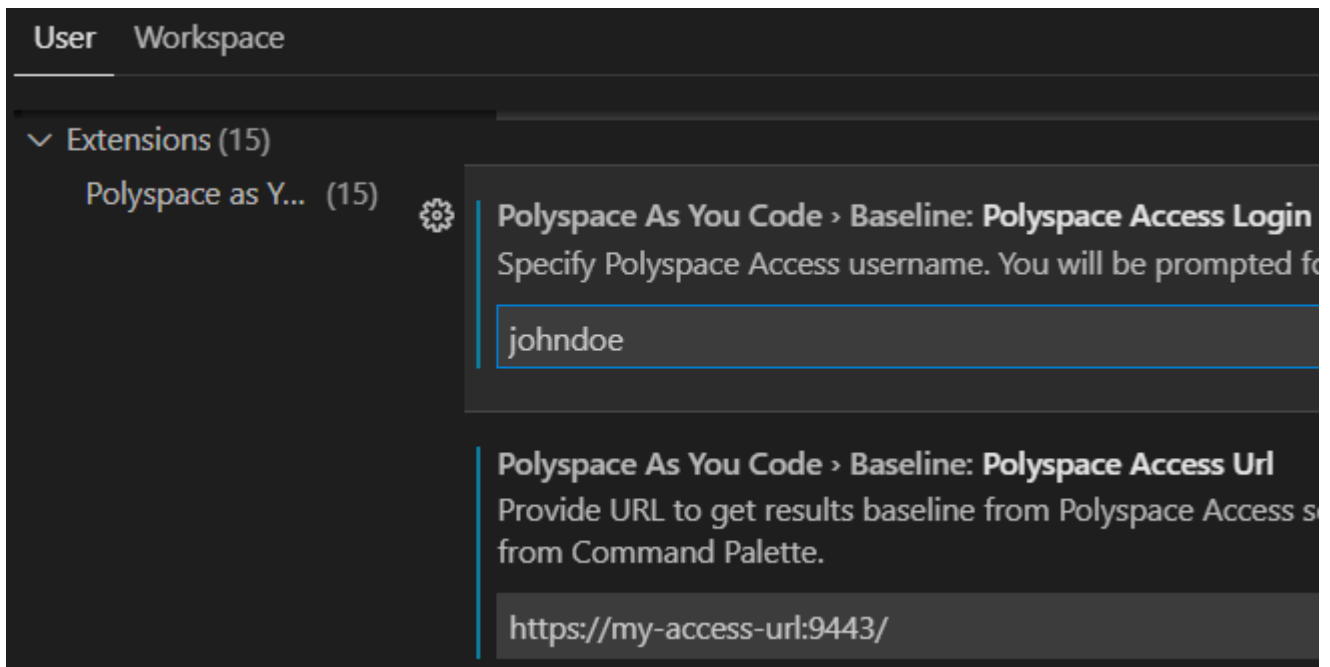 User Workspace
Extensions (15)
Polyspace as Y... (15)
Polyspace As You Code › Baseline: Polyspace Access Login
Specify Polyspace Access username. You will be prompted
johndoe
Polyspace As You Code › Baseline: Polyspace Access Url
Provide URL to get results baseline from Polyspace Access
from Command Palette.
https://my-access-url:9443/